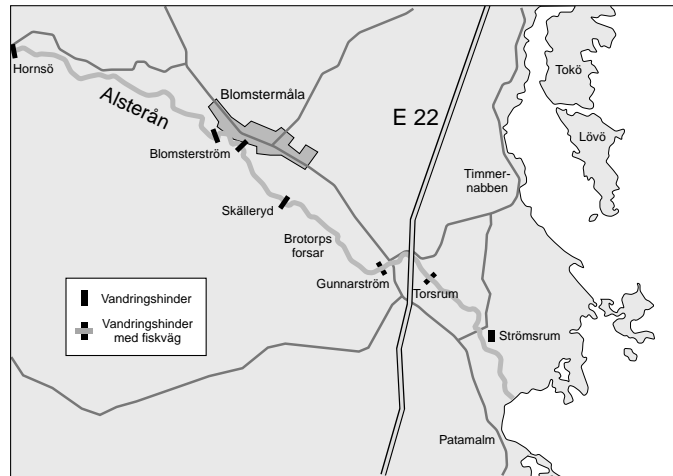 Tokö
Hornsö
Alsterån
Blomstermåla
E 22
Lövö
Blomsterström
Timmer-
nabben
Skälleryd
Brotorps
forsar
Gunnarström
Torsrum
Vandringshinder
Vandringshinder
med fiskväg
Strömsrum
Patamalm